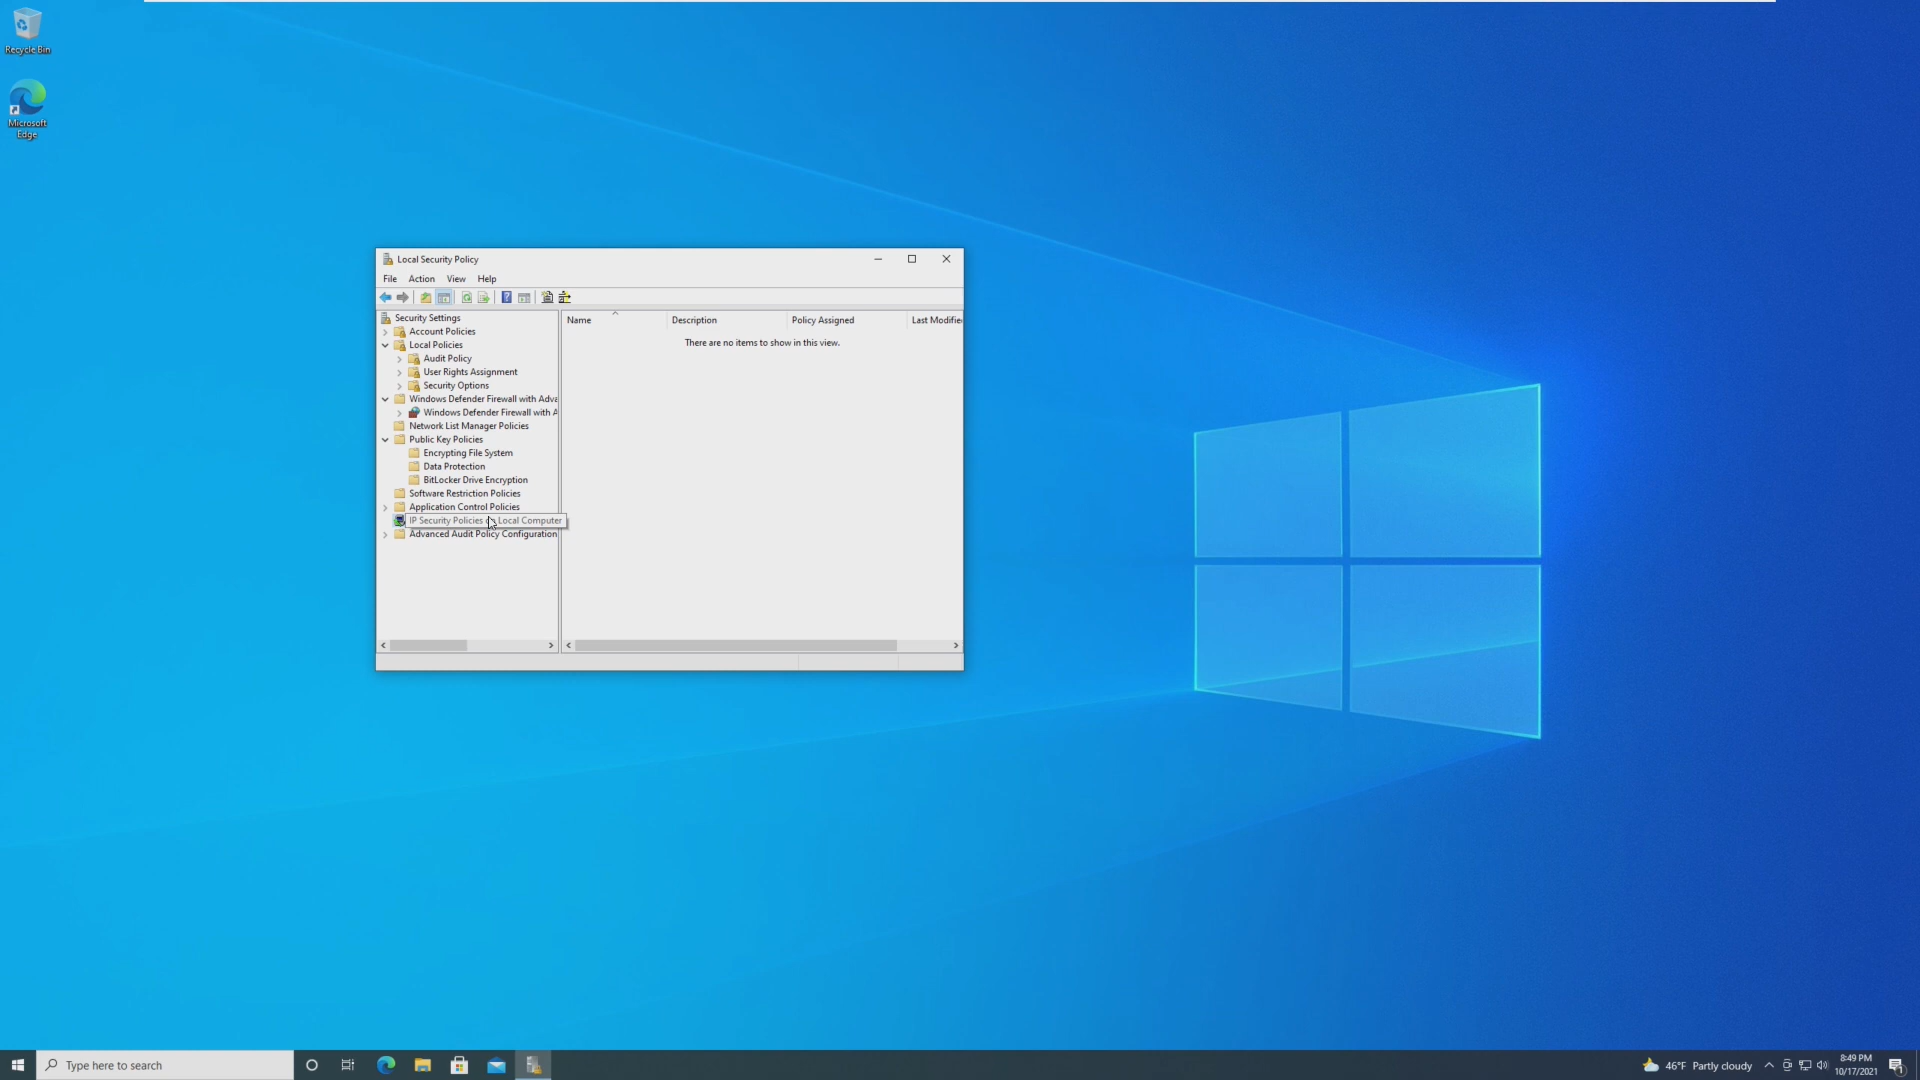 Recycle Bin
Microsoft
Edge
Local Security Policy
File Action View Help
Security Settings
Account Policies
Local Policies
Audit Policy
User Rights Assignment
Security Options
Windows Defender Firewall with Adva
Windows Defender Firewall with A
Network List Manager Policies
Public Key Policies
Encrypting File System
Data Protection
BitLocker Drive Encryption
Software Restriction Policies
Application Control Policies
IP Security Policies on Local Computer
Advanced Audit Policy Configuration
Name Description Policy Assigned Last Modified
There are no items to show in this view.
Type here to search
46°F Partly cloudy
8:49 PM
10/17/2021
1